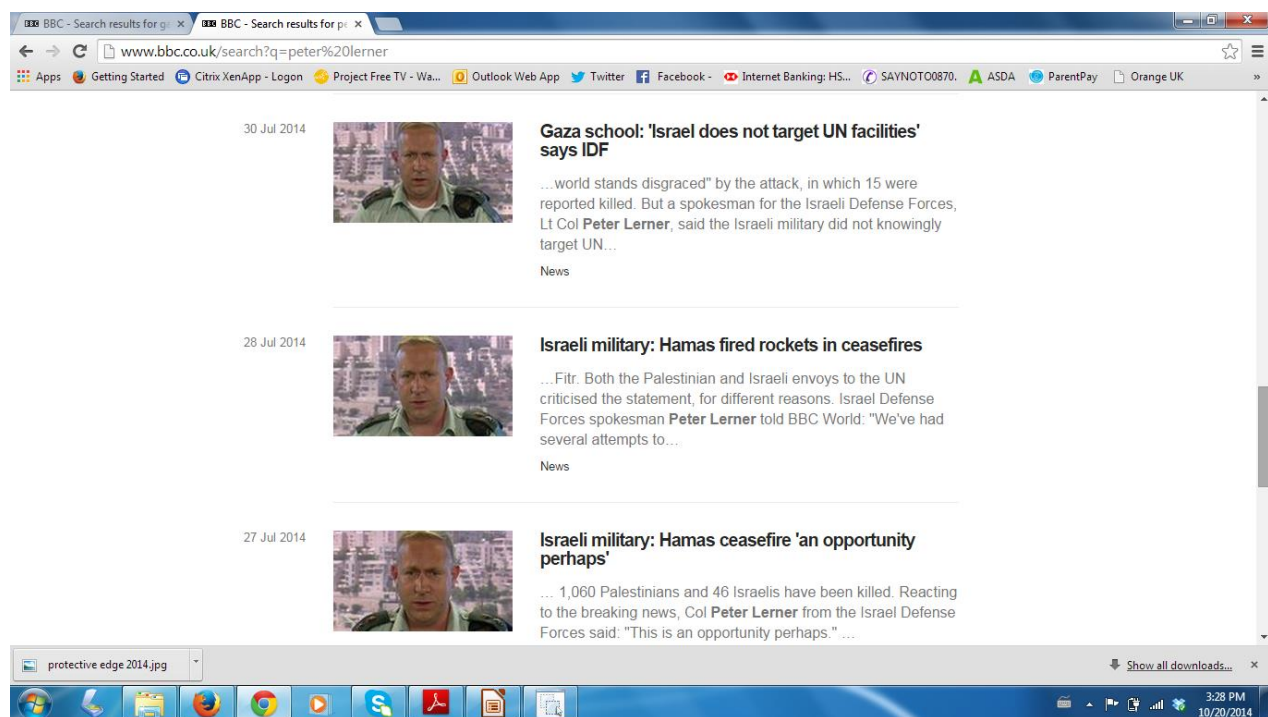 BBC - Search results for g
BBC - Search results for pe
www.bbc.co.uk/search?q=peter%20lerner
Apps Getting Started Citrix XenApp - Logon Project Free TV - Wa... Outlook Web App Twitter Facebook - Internet Banking: HS... SAYNOTO0870. ASDA ParentPay Orange UK »
30 Jul 2014
Gaza school: 'Israel does not target UN facilities'
says IDF
…world stands disgraced" by the attack, in which 15 were
reported killed. But a spokesman for the Israeli Defense Forces,
Lt Col Peter Lerner, said the Israeli military did not knowingly
target UN…
News
28 Jul 2014
Israeli military: Hamas fired rockets in ceasefires
…Fitr. Both the Palestinian and Israeli envoys to the UN
criticised the statement, for different reasons. Israel Defense
Forces spokesman Peter Lerner told BBC World: "We've had
several attempts to…
News
27 Jul 2014
Israeli military: Hamas ceasefire 'an opportunity
perhaps'
… 1,060 Palestinians and 46 Israelis have been killed. Reacting
to the breaking news, Col Peter Lerner from the Israel Defense
Forces said: "This is an opportunity perhaps." …
protective edge 2014.jpg
Show all downloads...
3:28 PM
10/20/2014